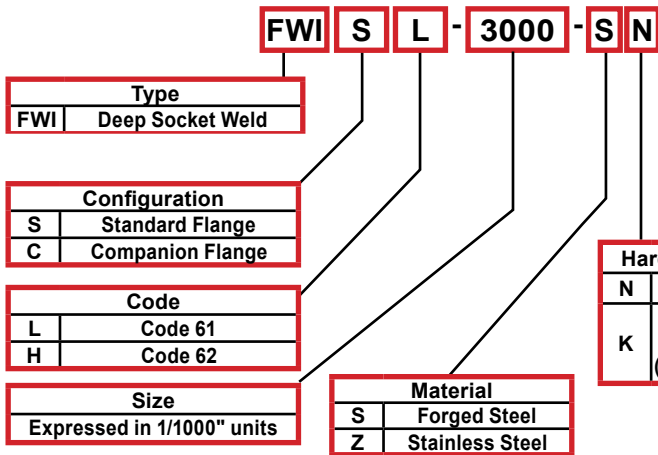 FWI S L - 3000 - S N
Type
FWI Deep Socket Weld
Configuration
S Standard Flange
C Companion Flange
Code
L Code 61
H Code 62
Size
Expressed in 1/1000" units
Material
S Forged Steel
Z Stainless Steel
N
K
(